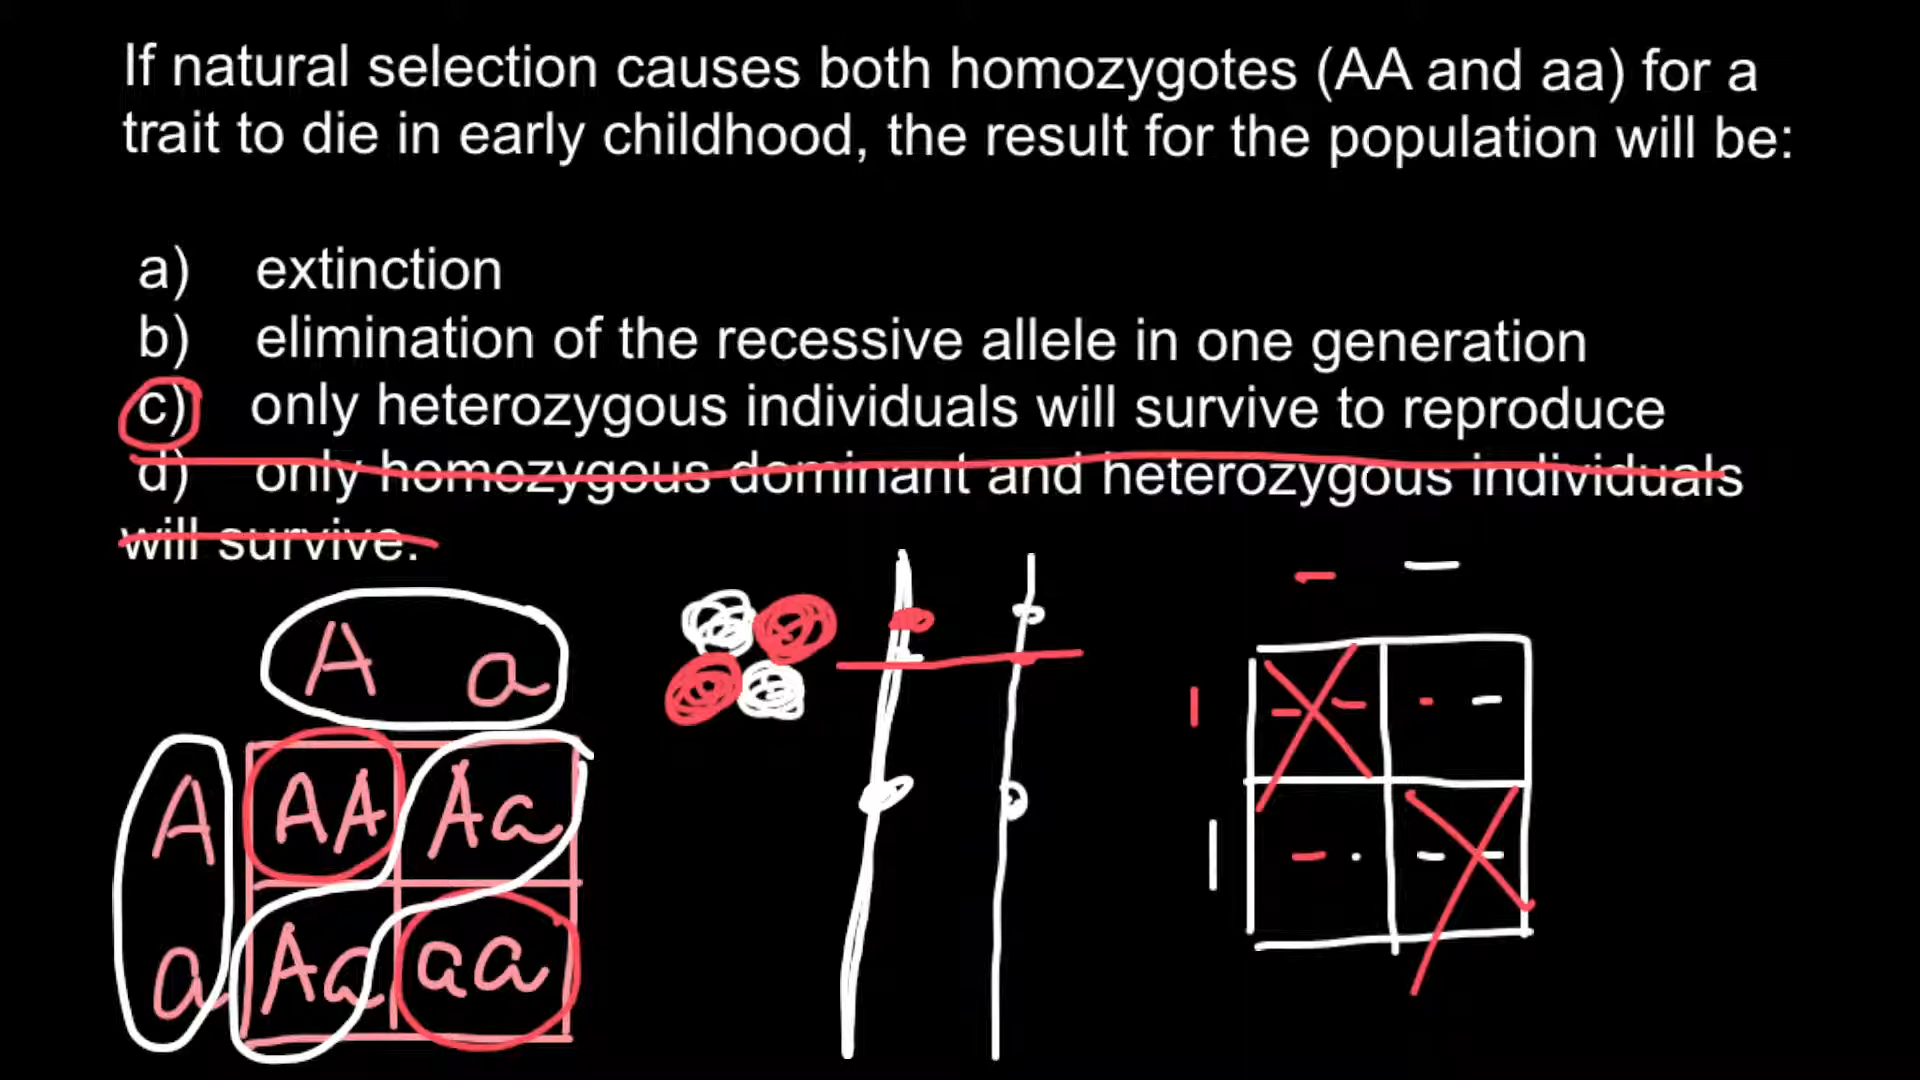 If natural selection causes both homozygotes (AA and aa) for a
trait to die in early childhood, the result for the population will be:
a) extinction
b) elimination of the recessive allele in one generation
c) only heterozygous individuals will survive to reproduce
d) only homozygous dominant and heterozygous individuals
will survive.
A a
A AA Aa
a Aa aa